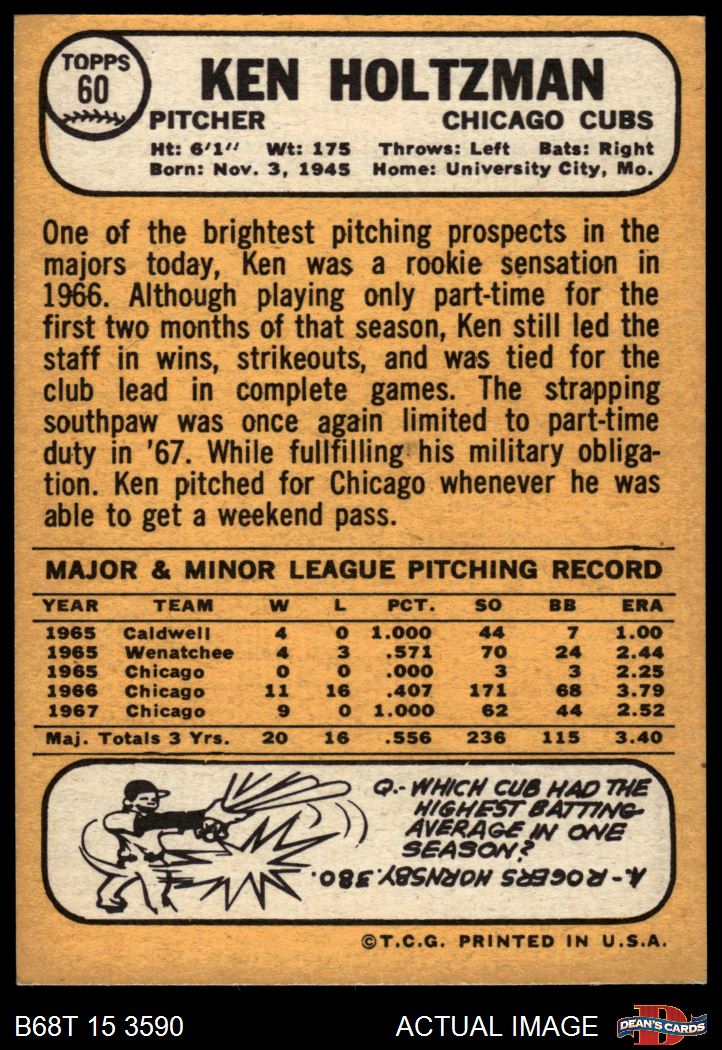 TOPPS
60
KEN HOLTZMAN
PITCHER CHICAGO CUBS
Ht: 6'1" Wt: 175 Throws: Left Bats: Right
Born: Nov. 3, 1945 Home: University City, Mo.
One of the brightest pitching prospects in the
majors today, Ken was a rookie sensation in
1966. Although playing only part-time for the
first two months of that season, Ken still led the
staff in wins, strikeouts, and was tied for the
club lead in complete games. The strapping
southpaw was once again limited to part-time
duty in '67. While fullfilling his military obliga-
tion. Ken pitched for Chicago whenever he was
able to get a weekend pass.
MAJOR & MINOR LEAGUE PITCHING RECORD
YEAR TEAM W L PCT. SO BB ERA
1965 Caldwell 4 0 1.000 44 7 1.00
1965 Wenatchee 4 3 .571 70 24 2.44
1965 Chicago 0 0 .000 3 3 2.25
1966 Chicago 11 16 .407 171 68 3.79
1967 Chicago 9 0 1.000 62 44 2.52
Maj. Totals 3 Yrs. 20 16 .556 236 115 3.40
Q.- WHICH CUB HAD THE
HIGHEST BATTING
AVERAGE IN ONE
SEASON?
A.- ROGERS HORNSBY .380.
©T.C.G. PRINTED IN U.S.A.
B68T 15 3590 ACTUAL IMAGE D DEAN'S CARDS